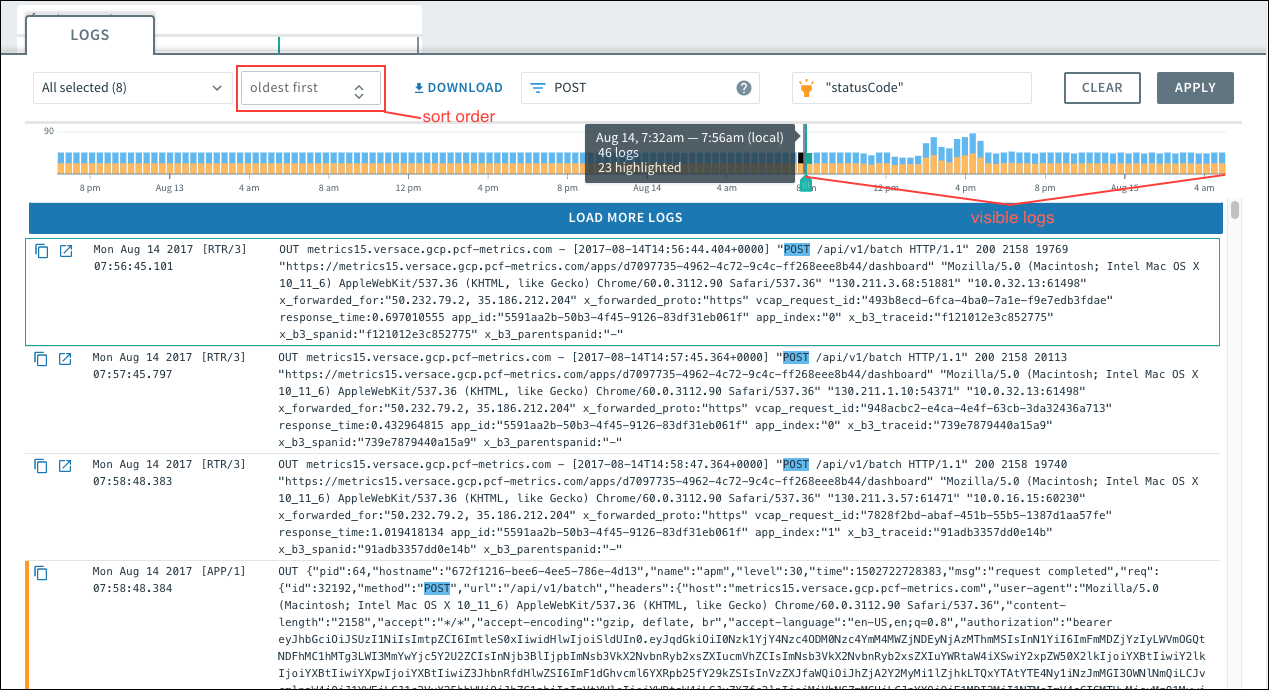 LOGS
All selected (8)
oldest first
DOWNLOAD
POST
?
"statusCode"
CLEAR
APPLY
sort order
90
Aug 14, 7:32am — 7:56am (local)
46 logs
23 highlighted
8 pm
Aug 13
4 am
8 am
12 pm
4 pm
8 pm
Aug 14
4 am
12 pm
4 pm
8 pm
Aug 15
4 am
visible logs
LOAD MORE LOGS
Mon Aug 14 2017 [RTR/3] OUT metrics15.versace.gcp.pcf-metrics.com – [2017-08-14T14:56:44.404+0000] "POST /api/v1/batch HTTP/1.1" 200 2158 19769
07:56:45.101 "https://metrics15.versace.gcp.pcf-metrics.com/apps/d7097735-4962-4c72-9c4c-ff268eee8b44/dashboard" "Mozilla/5.0 (Macintosh; Intel Mac OS X
10_11_6) AppleWebKit/537.36 (KHTML, like Gecko) Chrome/60.0.3112.90 Safari/537.36" "130.211.3.68:51881" "10.0.32.13:61498"
x_forwarded_for:"50.232.79.2, 35.186.212.204" x_forwarded_proto:"https" vcap_request_id:"493b8ecd-6fca-4ba0-7a1e-f9e7edb3fdae"
response_time:0.697010555 app_id:"5591aa2b-50b3-4f45-9126-83df31eb061f" app_index:"0" x_b3_traceid:"f121012e3c852775"
x_b3_spanid:"f121012e3c852775" x_b3_parentspanid:"–"
Mon Aug 14 2017 [RTR/3] OUT metrics15.versace.gcp.pcf-metrics.com – [2017-08-14T14:57:45.364+0000] "POST /api/v1/batch HTTP/1.1" 200 2158 20113
07:57:45.797 "https://metrics15.versace.gcp.pcf-metrics.com/apps/d7097735-4962-4c72-9c4c-ff268eee8b44/dashboard" "Mozilla/5.0 (Macintosh; Intel Mac OS X
10_11_6) AppleWebKit/537.36 (KHTML, like Gecko) Chrome/60.0.3112.90 Safari/537.36" "130.211.1.10:54371" "10.0.32.13:61498"
x_forwarded_for:"50.232.79.2, 35.186.212.204" x_forwarded_proto:"https" vcap_request_id:"948acbc2-e4ca-4e4f-63cb-3da32436a713"
response_time:0.432964815 app_id:"5591aa2b-50b3-4f45-9126-83df31eb061f" app_index:"0" x_b3_traceid:"739e7879440a15a9"
x_b3_spanid:"739e7879440a15a9" x_b3_parentspanid:"–"
Mon Aug 14 2017 [RTR/3] OUT metrics15.versace.gcp.pcf-metrics.com – [2017-08-14T14:58:47.364+0000] "POST /api/v1/batch HTTP/1.1" 200 2158 19740
07:58:48.383 "https://metrics15.versace.gcp.pcf-metrics.com/apps/d7097735-4962-4c72-9c4c-ff268eee8b44/dashboard" "Mozilla/5.0 (Macintosh; Intel Mac OS X
10_11_6) AppleWebKit/537.36 (KHTML, like Gecko) Chrome/60.0.3112.90 Safari/537.36" "130.211.3.57:61471" "10.0.16.15:60230"
x_forwarded_for:"50.232.79.2, 35.186.212.204" x_forwarded_proto:"https" vcap_request_id:"7828f2bd-abaf-451b-55b5-1387d1aa57fe"
response_time:1.019418134 app_id:"5591aa2b-50b3-4f45-9126-83df31eb061f" app_index:"1" x_b3_traceid:"91adb3357dd0e14b"
x_b3_spanid:"91adb3357dd0e14b" x_b3_parentspanid:"–"
Mon Aug 14 2017 [APP/1] OUT {"pid":64,"hostname":"672f1216-bee6-4ee5-786e-4d13","name":"apm","level":30,"time":1502722728383,"msg":"request completed","req":
07:58:48.384 {"id":32192,"method":"POST","url":"/api/v1/batch","headers":{"host":"metrics15.versace.gcp.pcf-metrics.com","user-agent":"Mozilla/5.0
(Macintosh; Intel Mac OS X 10_11_6) AppleWebKit/537.36 (KHTML, like Gecko) Chrome/60.0.3112.90 Safari/537.36","content-
length":"2158","accept":"*/*","accept-encoding":"gzip, deflate, br","accept-language":"en-US,en;q=0.8","authorization":"bearer